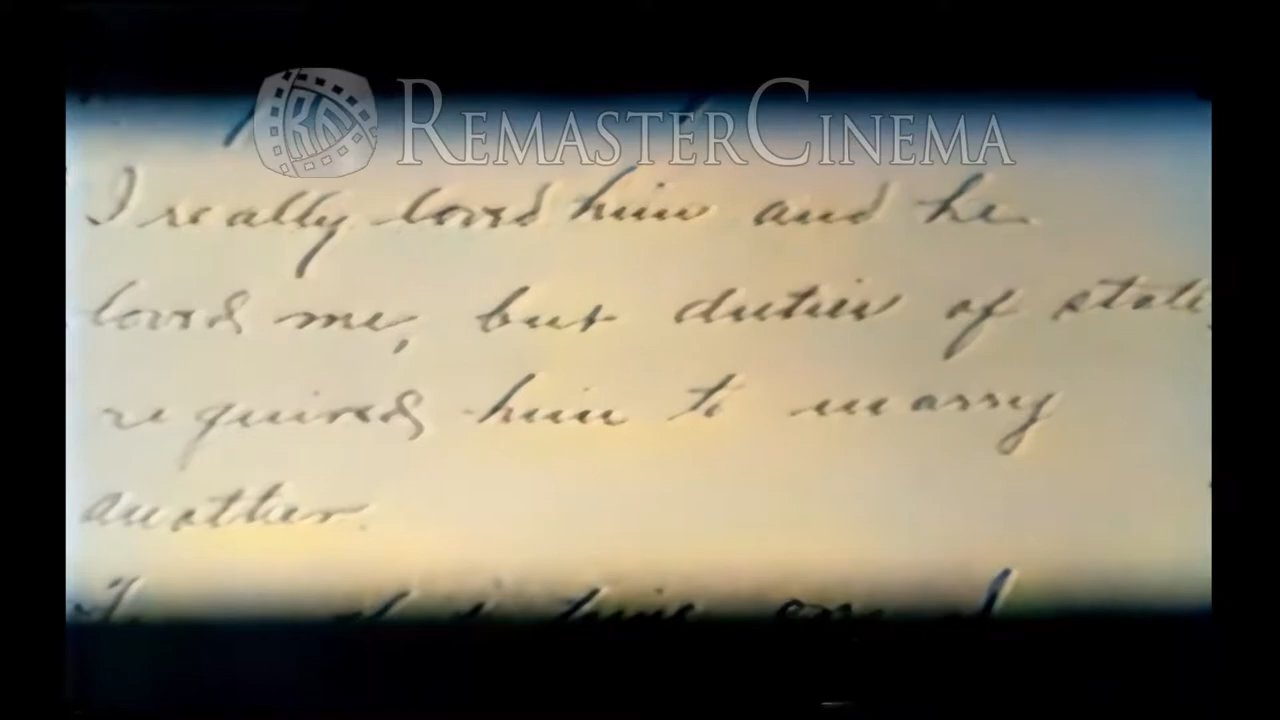 REMASTERCINEMA
I really loved him and he
loved me, but duties of state
required him to marry
another.